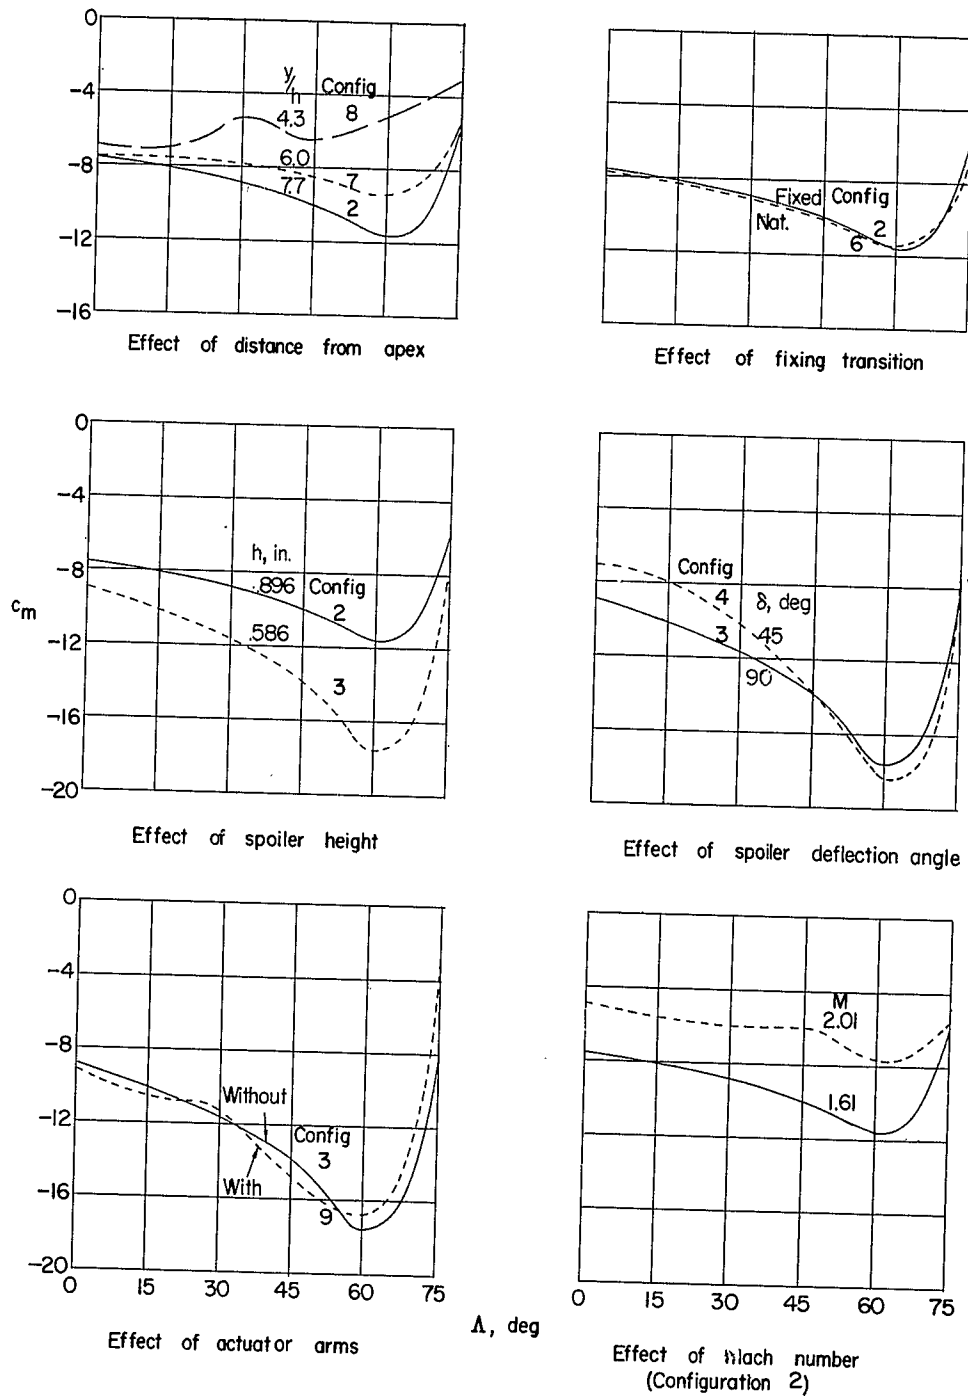 0
-4
-8
-12
-16
y/h Config
4.3 8
6.0 7
7.7 2
Effect of distance from apex
Fixed Config
Nat. 2
6
Effect of fixing transition
0
-4
-8
-12
-16
-20
cm
h, in.
.896 Config
2
.586
3
Effect of spoiler height
Config
4 δ, deg
3 45
90
Effect of spoiler deflection angle
0
-4
-8
-12
-16
-20
Without
Config
3
With
9
0 15 30 45 60 75
Effect of actuator arms
Λ, deg
M
2.01
1.61
0 15 30 45 60 75
Effect of Mach number
(Configuration 2)